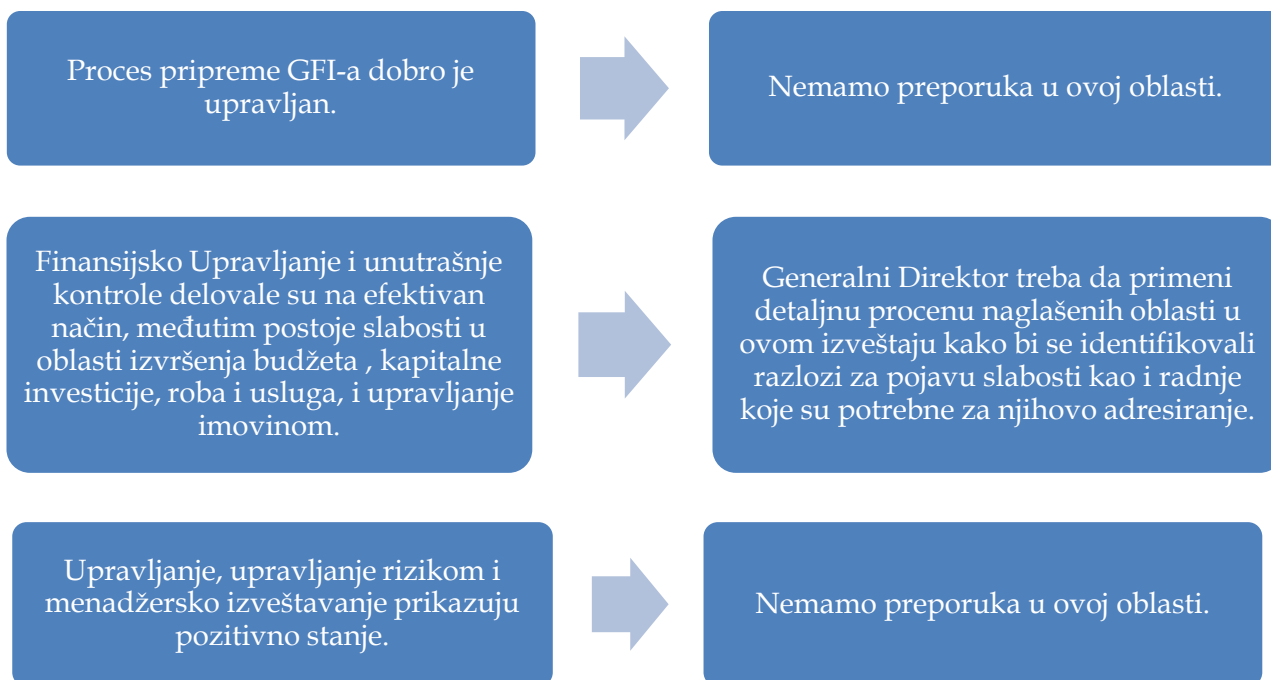 Proces pripreme GFI-a dobro je
upravljan.
Nemamo preporuka u ovoj oblasti.
Finansijsko Upravljanje i unutrašnje
kontrole delovale su na efektivan
način, međutim postoje slabosti u
oblasti izvršenja budžeta , kapitalne
investicije, roba i usluga, i upravljanje
imovinom.
Generalni Direktor treba da primeni
detaljnu procenu naglašenih oblasti u
ovom izveštaju kako bi se identifikovali
razlozi za pojavu slabosti kao i radnje
koje su potrebne za njihovo adresiranje.
Upravljanje, upravljanje rizikom i
menadžersko izveštavanje prikazuju
pozitivno stanje.
Nemamo preporuka u ovoj oblasti.